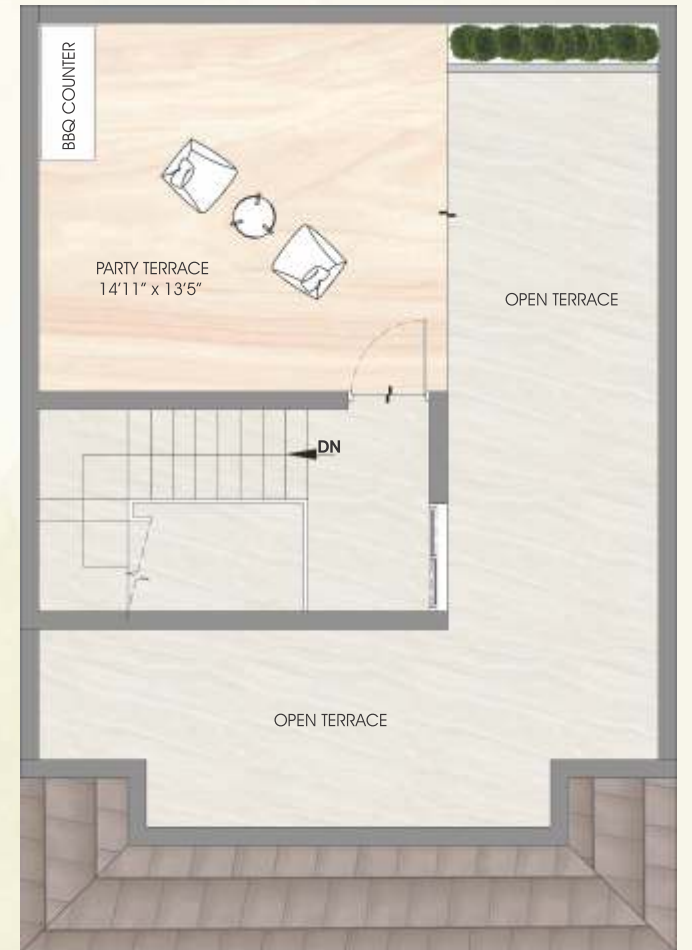 BBQ COUNTER
PARTY TERRACE
14'11" x 13'5"
OPEN TERRACE
DN
OPEN TERRACE